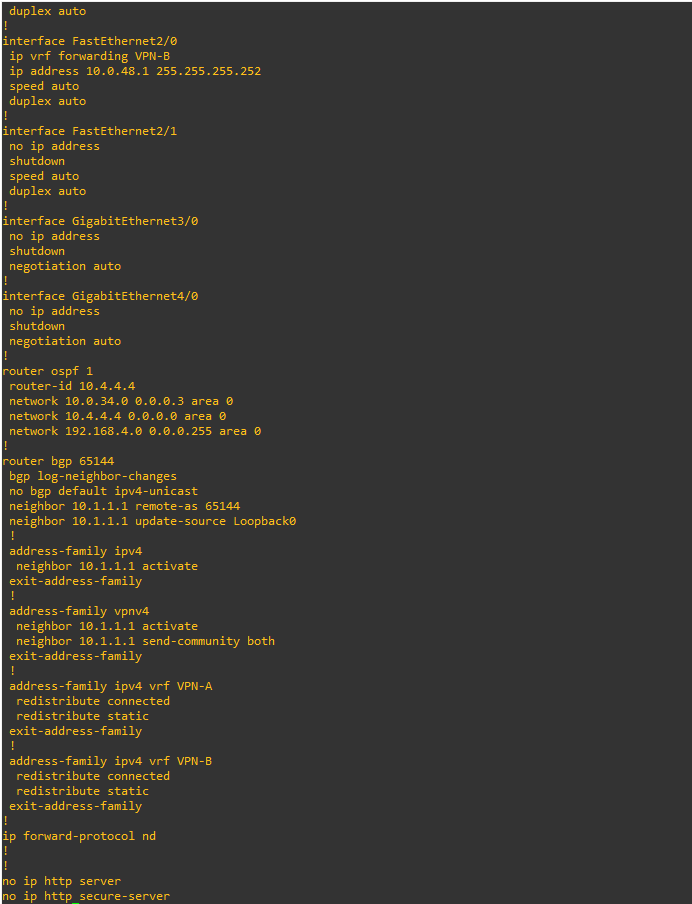 duplex auto
!
interface FastEthernet2/0
ip vrf forwarding VPN-B
ip address 10.0.48.1 255.255.255.252
speed auto
duplex auto
!
interface FastEthernet2/1
no ip address
shutdown
speed auto
duplex auto
!
interface GigabitEthernet3/0
no ip address
shutdown
negotiation auto
!
interface GigabitEthernet4/0
no ip address
shutdown
negotiation auto
!
router ospf 1
router-id 10.4.4.4
network 10.0.34.0 0.0.0.3 area 0
network 10.4.4.4 0.0.0.0 area 0
network 192.168.4.0 0.0.0.255 area 0
!
router bgp 65144
bgp log-neighbor-changes
no bgp default ipv4-unicast
neighbor 10.1.1.1 remote-as 65144
neighbor 10.1.1.1 update-source Loopback0
!
address-family ipv4
neighbor 10.1.1.1 activate
exit-address-family
!
address-family vpnv4
neighbor 10.1.1.1 activate
neighbor 10.1.1.1 send-community both
exit-address-family
!
address-family ipv4 vrf VPN-A
redistribute connected
redistribute static
exit-address-family
!
address-family ipv4 vrf VPN-B
redistribute connected
redistribute static
exit-address-family
!
ip forward-protocol nd
!
!
no ip http server
no ip http secure-server